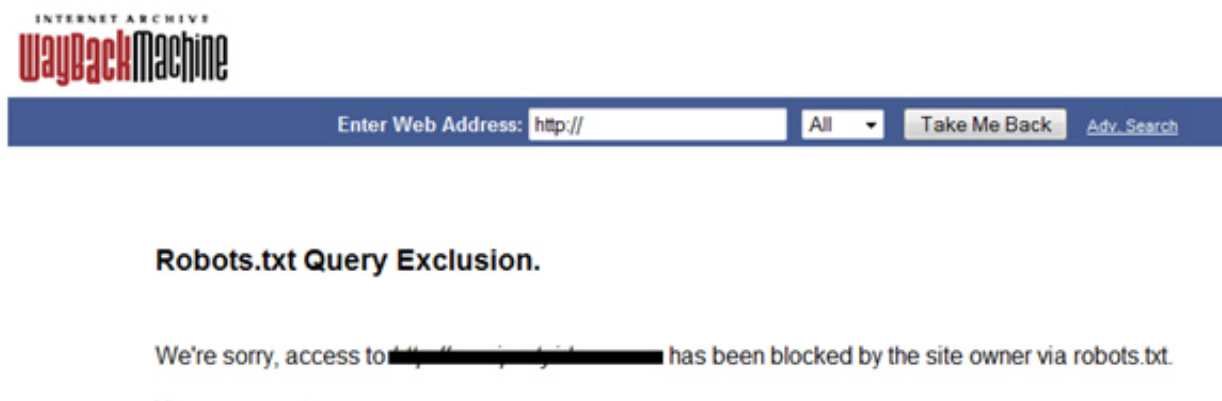 INTERNET ARCHIVE
WayBackMachine
Enter Web Address: http:// All Take Me Back Adv. Search
Robots.txt Query Exclusion.
We're sorry, access to has been blocked by the site owner via robots.txt.